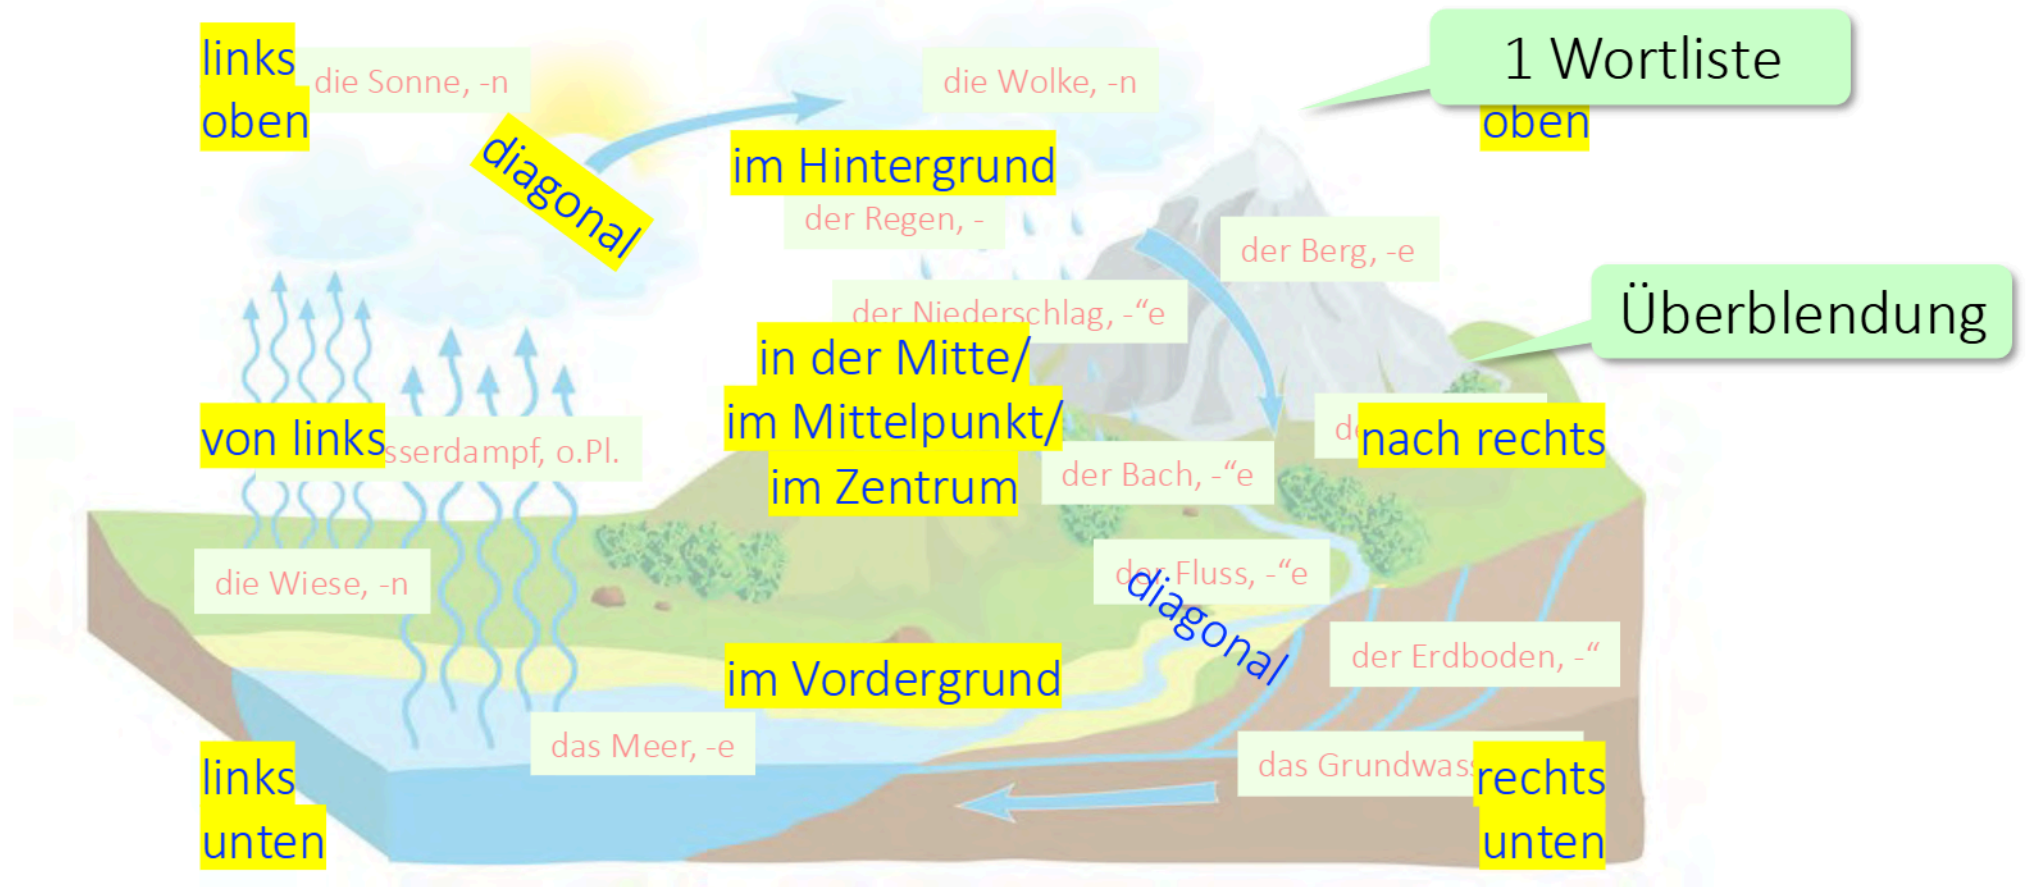 links
oben
die Sonne, -n
die Wolke, -n
1 Wortliste
oben
diagonal
im Hintergrund
der Regen, -
der Berg, -e
der Niederschlag, -“e
Überblendung
in der Mitte/
im Mittelpunkt/
im Zentrum
von links
sserdampf, o.Pl.
nach rechts
der Bach, -“e
die Wiese, -n
der Fluss, -“e
diagonal
der Erdboden, -“
im Vordergrund
das Meer, -e
das Grundwass
links
unten
rechts
unten